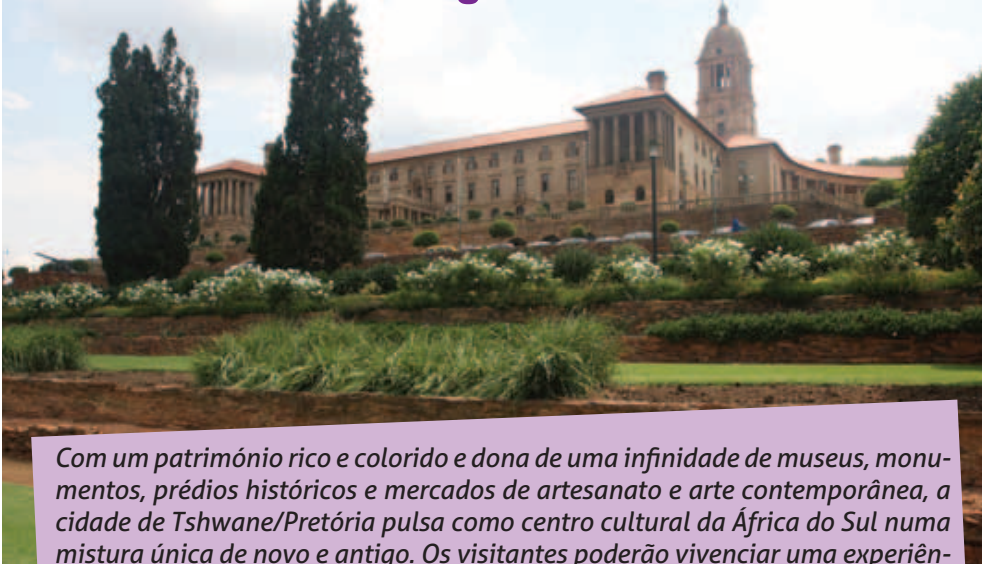 Com um património rico e colorido e dona de uma infinidade de museus, monu-
mentos, prédios históricos e mercados de artesanato e arte contemporânea, a
cidade de Tshwane/Pretória pulsa como centro cultural da África do Sul numa
mistura única de novo e antigo. Os visitantes poderão vivenciar uma experiên-